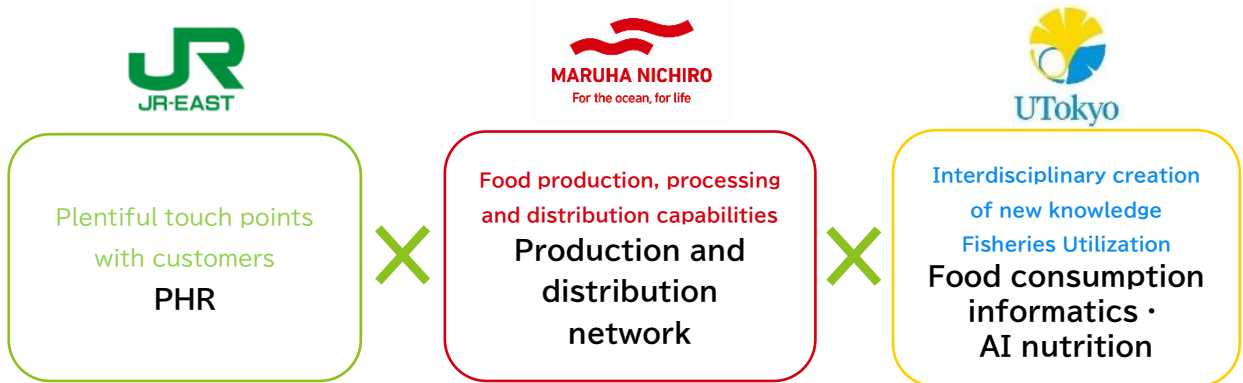 JR
JR-EAST
Plentiful touch points
with customers
PHR
×
MARUHA NICHIRO
For the ocean, for life
Food production, processing
and distribution capabilities
Production and
distribution
network
×
UTokyo
Interdisciplinary creation
of new knowledge
Fisheries Utilization
Food consumption
informatics・
AI nutrition